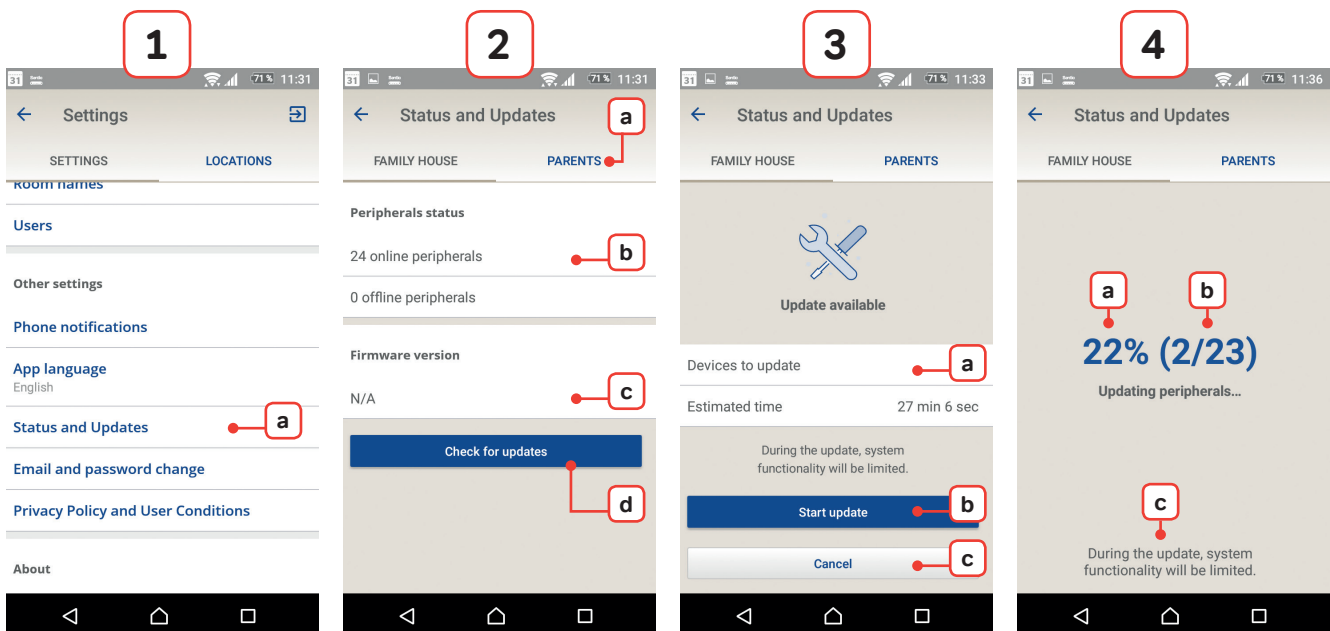 1
31
71%
11:31
Settings
SETTINGS
LOCATIONS
Room names
Users
Other settings
Phone notifications
App language
English
Status and Updates
a
Email and password change
Privacy Policy and User Conditions
About
2
31
71%
11:31
Status and Updates
a
FAMILY HOUSE
PARENTS
Peripherals status
24 online peripherals
b
0 offline peripherals
Firmware version
N/A
c
Check for updates
d
3
31
71%
11:33
Status and Updates
FAMILY HOUSE
PARENTS
Update available
Devices to update
a
Estimated time
27 min 6 sec
During the update, system
functionality will be limited.
Start update
b
Cancel
c
4
31
71%
11:36
Status and Updates
FAMILY HOUSE
PARENTS
a
b
22% (2/23)
Updating peripherals...
c
During the update, system
functionality will be limited.